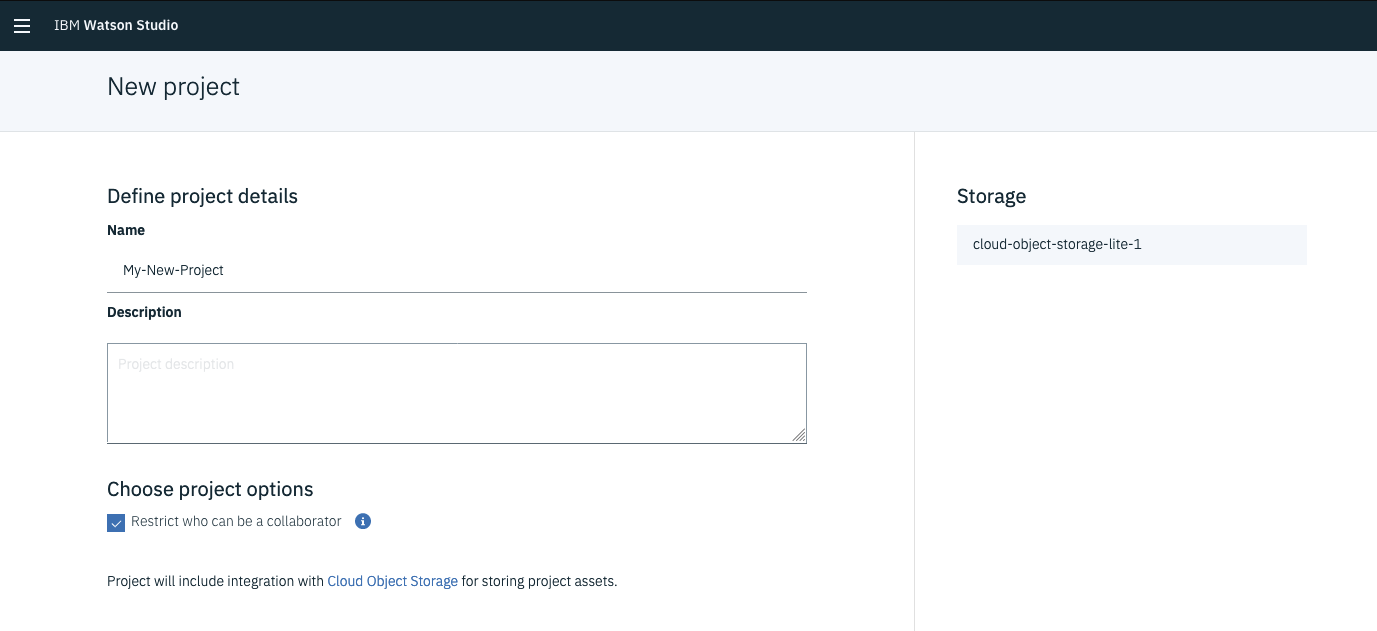 IBM Watson Studio
New project
Define project details
Name
My-New-Project
Description
Project description
Choose project options
Restrict who can be a collaborator
Project will include integration with Cloud Object Storage for storing project assets.
Storage
cloud-object-storage-lite-1